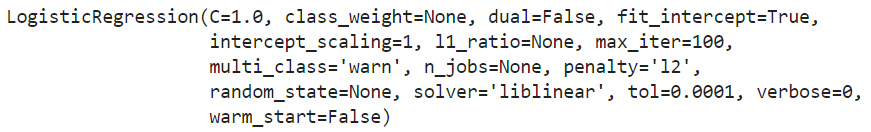 LogisticRegression(C=1.0, class_weight=None, dual=False, fit_intercept=True,
                   intercept_scaling=1, l1_ratio=None, max_iter=100,
                   multi_class='warn', n_jobs=None, penalty='l2',
                   random_state=None, solver='liblinear', tol=0.0001, verbose=0,
                   warm_start=False)